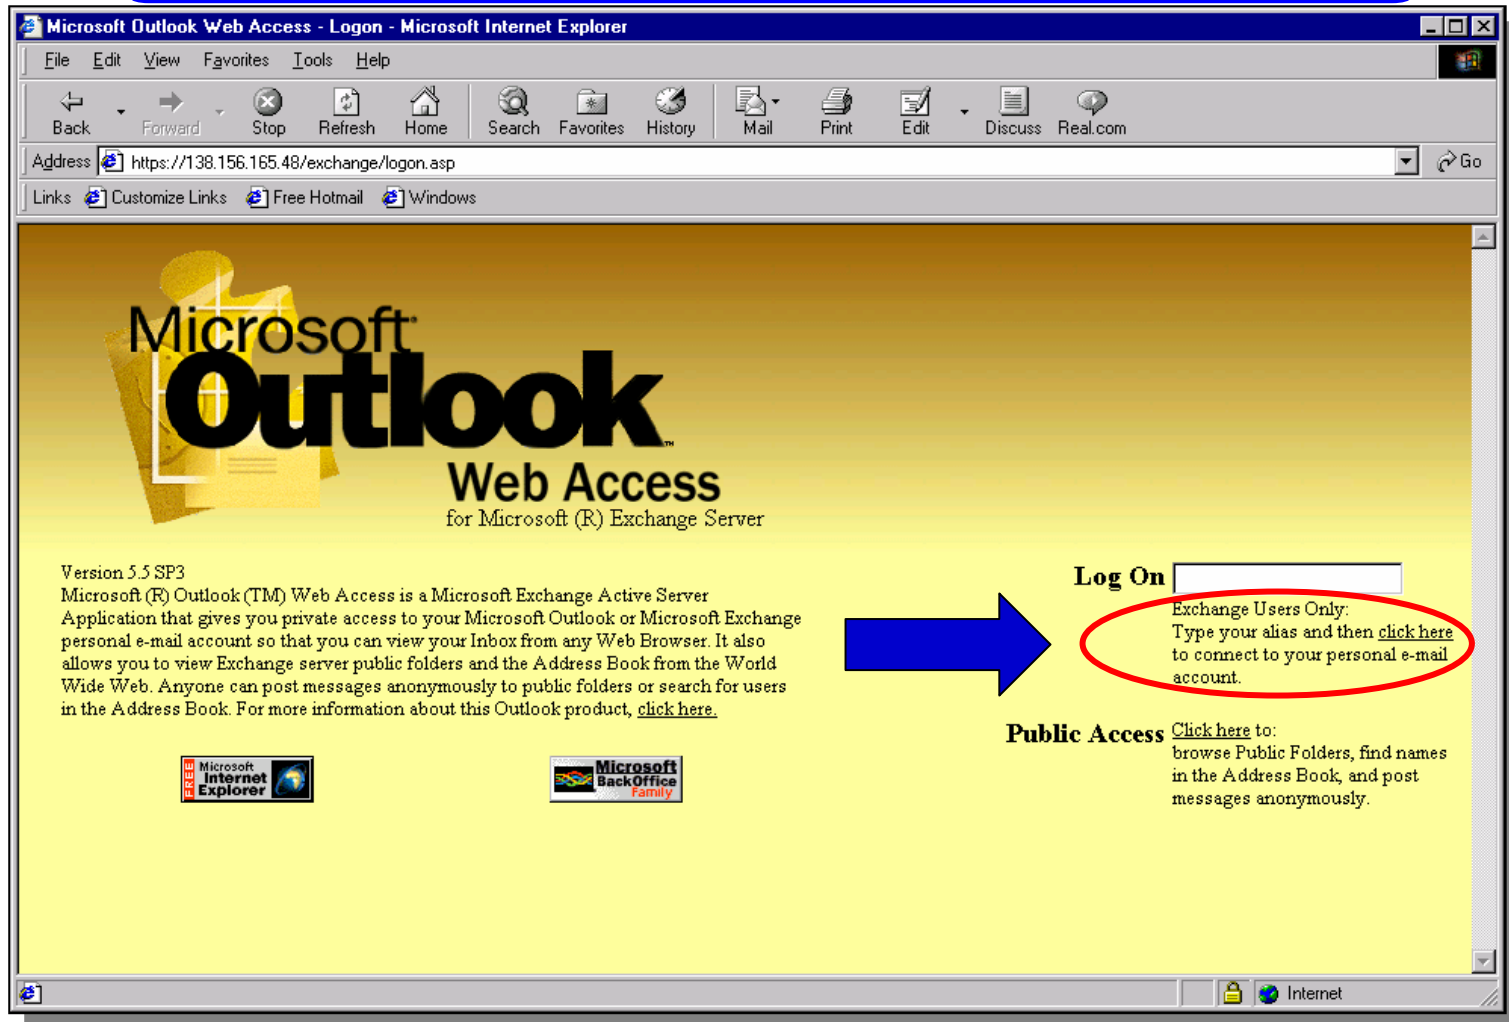 Microsoft Outlook Web Access - Logon - Microsoft Internet Explorer
File Edit View Favorites Tools Help
Back Forward Stop Refresh Home Search Favorites History Mail Print Edit Discuss Real.com
Address https://138.156.165.48/exchange/logon.asp Go
Links Customize Links Free Hotmail Windows
Microsoft
Outlook™
Web Access
for Microsoft (R) Exchange Server
Version 5.5 SP3
Microsoft (R) Outlook (TM) Web Access is a Microsoft Exchange Active Server
Application that gives you private access to your Microsoft Outlook or Microsoft Exchange
personal e-mail account so that you can view your Inbox from any Web Browser. It also
allows you to view Exchange server public folders and the Address Book from the World
Wide Web. Anyone can post messages anonymously to public folders or search for users
in the Address Book. For more information about this Outlook product, click here.
FREE
Microsoft
Internet
Explorer
Microsoft
BackOffice
Family
Log On
Exchange Users Only:
Type your alias and then click here
to connect to your personal e-mail
account.
Public Access Click here to:
browse Public Folders, find names
in the Address Book, and post
messages anonymously.
Internet